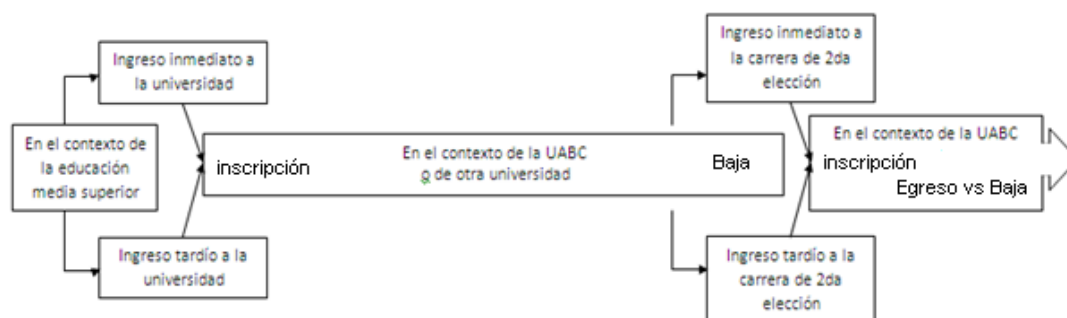 Ingreso inmediato a
la universidad
En el contexto de
la educación
media superior
Ingreso tardío a la
universidad
inscripción
En el contexto de la UABC
o de otra universidad
Baja
Ingreso inmediato a
la carrera de 2da
elección
Ingreso tardío a la
carrera de 2da
elección
En el contexto de la UABC
inscripción
Egreso vs Baja